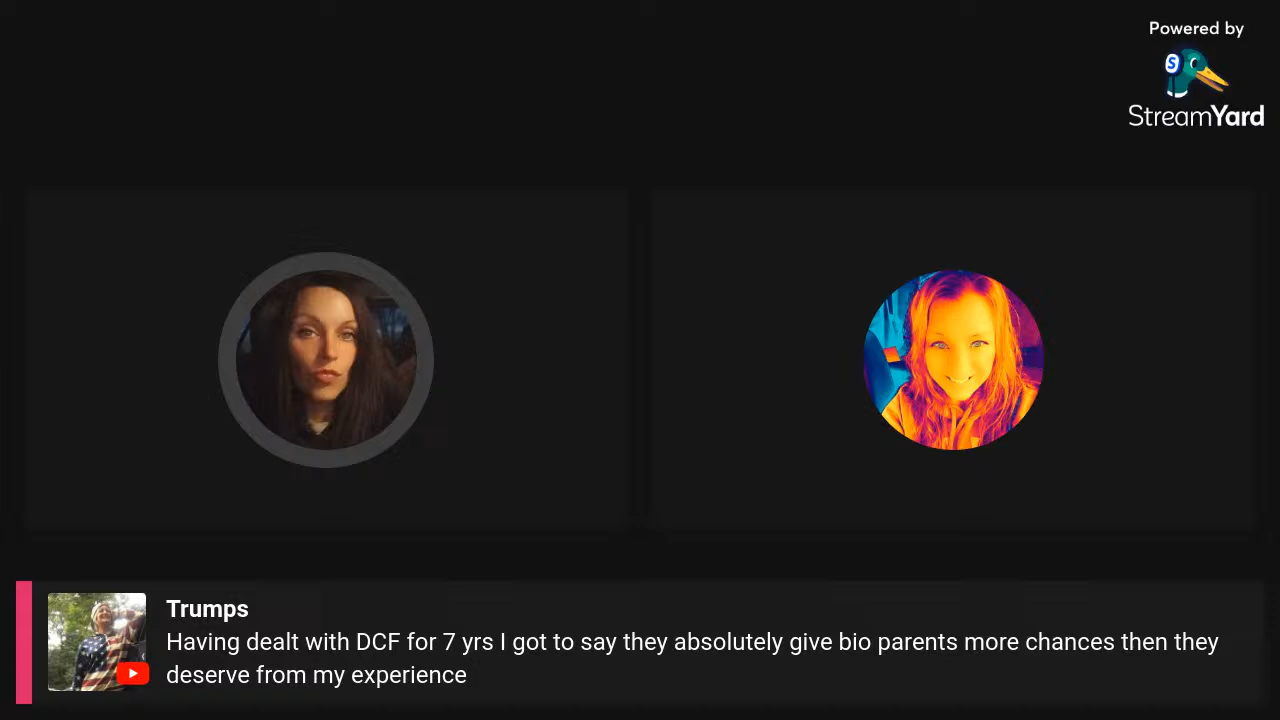 Powered by
S
StreamYard
Trumps
Having dealt with DCF for 7 yrs I got to say they absolutely give bio parents more chances then they
deserve from my experience